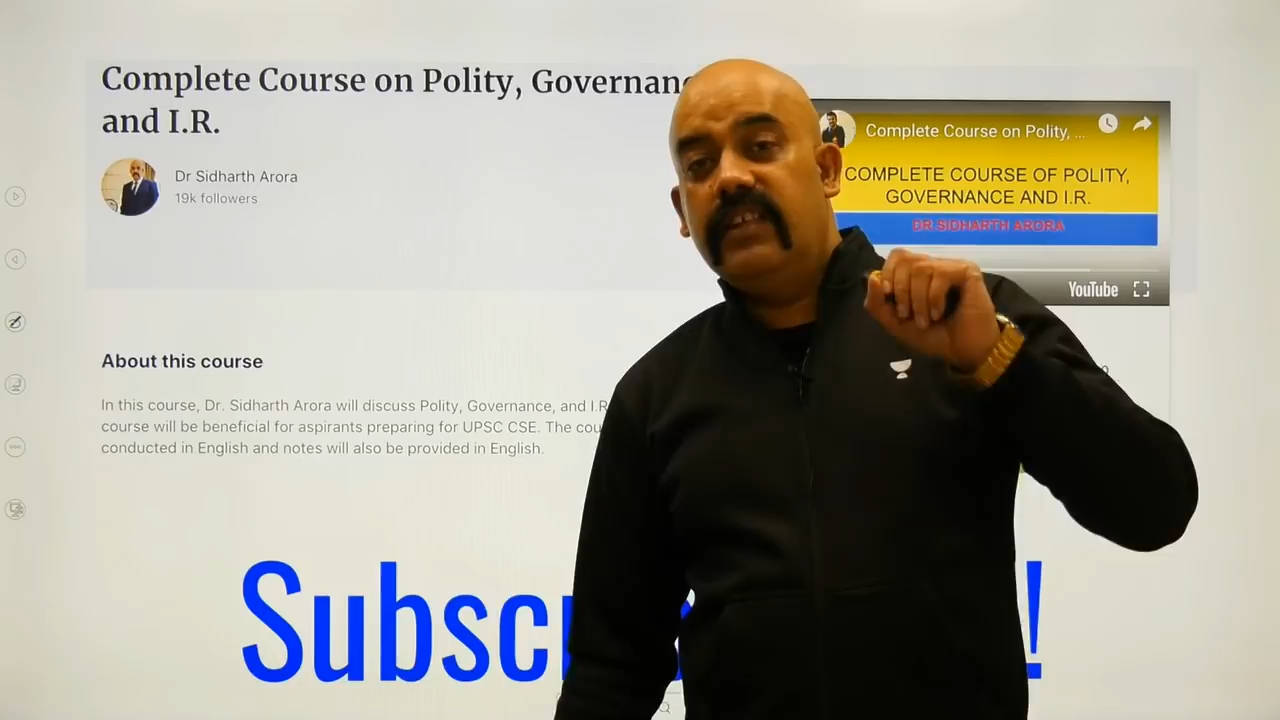 Complete Course on Polity, Governanc
and I.R.
Dr Sidharth Arora
19k followers
Complete Course on Polity, ...
COMPLETE COURSE OF POLITY,
GOVERNANCE AND I.R.
DR SIDHARTH ARORA
YouTube
About this course
In this course, Dr. Sidharth Arora will discuss Polity, Governance, and I.R
course will be beneficial for aspirants preparing for UPSC CSE. The cou
conducted in English and notes will also be provided in English.
Subscr !